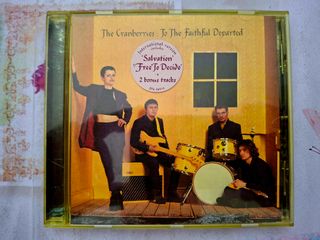 The Cranberries : To The Faithful Departed
International version
includes
'Salvation'
'Free To Decide'
+
2 bonus tracks